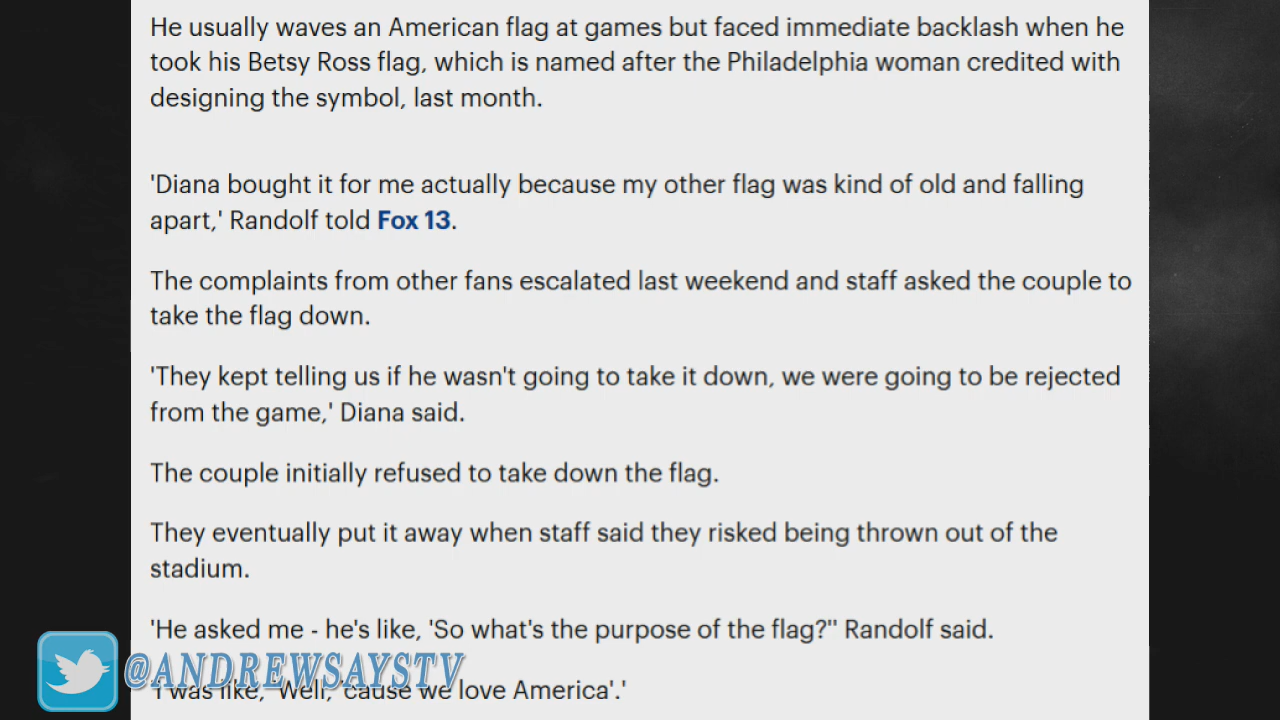 He usually waves an American flag at games but faced immediate backlash when he
took his Betsy Ross flag, which is named after the Philadelphia woman credited with
designing the symbol, last month.
'Diana bought it for me actually because my other flag was kind of old and falling
apart,' Randolf told Fox 13.
The complaints from other fans escalated last weekend and staff asked the couple to
take the flag down.
'They kept telling us if he wasn't going to take it down, we were going to be rejected
from the game,' Diana said.
The couple initially refused to take down the flag.
They eventually put it away when staff said they risked being thrown out of the
stadium.
'He asked me - he's like, 'So what's the purpose of the flag?'' Randolf said.
@ANDREWSAYSTV
'I was like, 'Well, 'cause we love America'.'